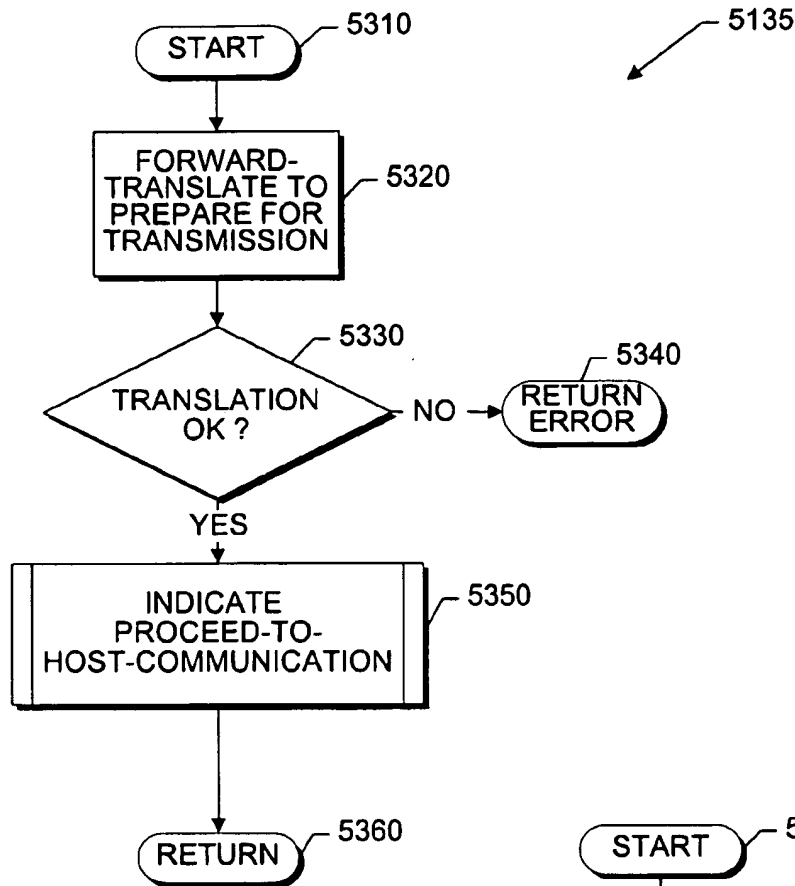 START
5310
5135
FORWARD-
TRANSLATE TO
PREPARE FOR
TRANSMISSION
5320
5330
TRANSLATION
OK ?
NO
5340
RETURN
ERROR
YES
INDICATE
PROCEED-TO-
HOST-COMMUNICATION
5350
RETURN
5360
START